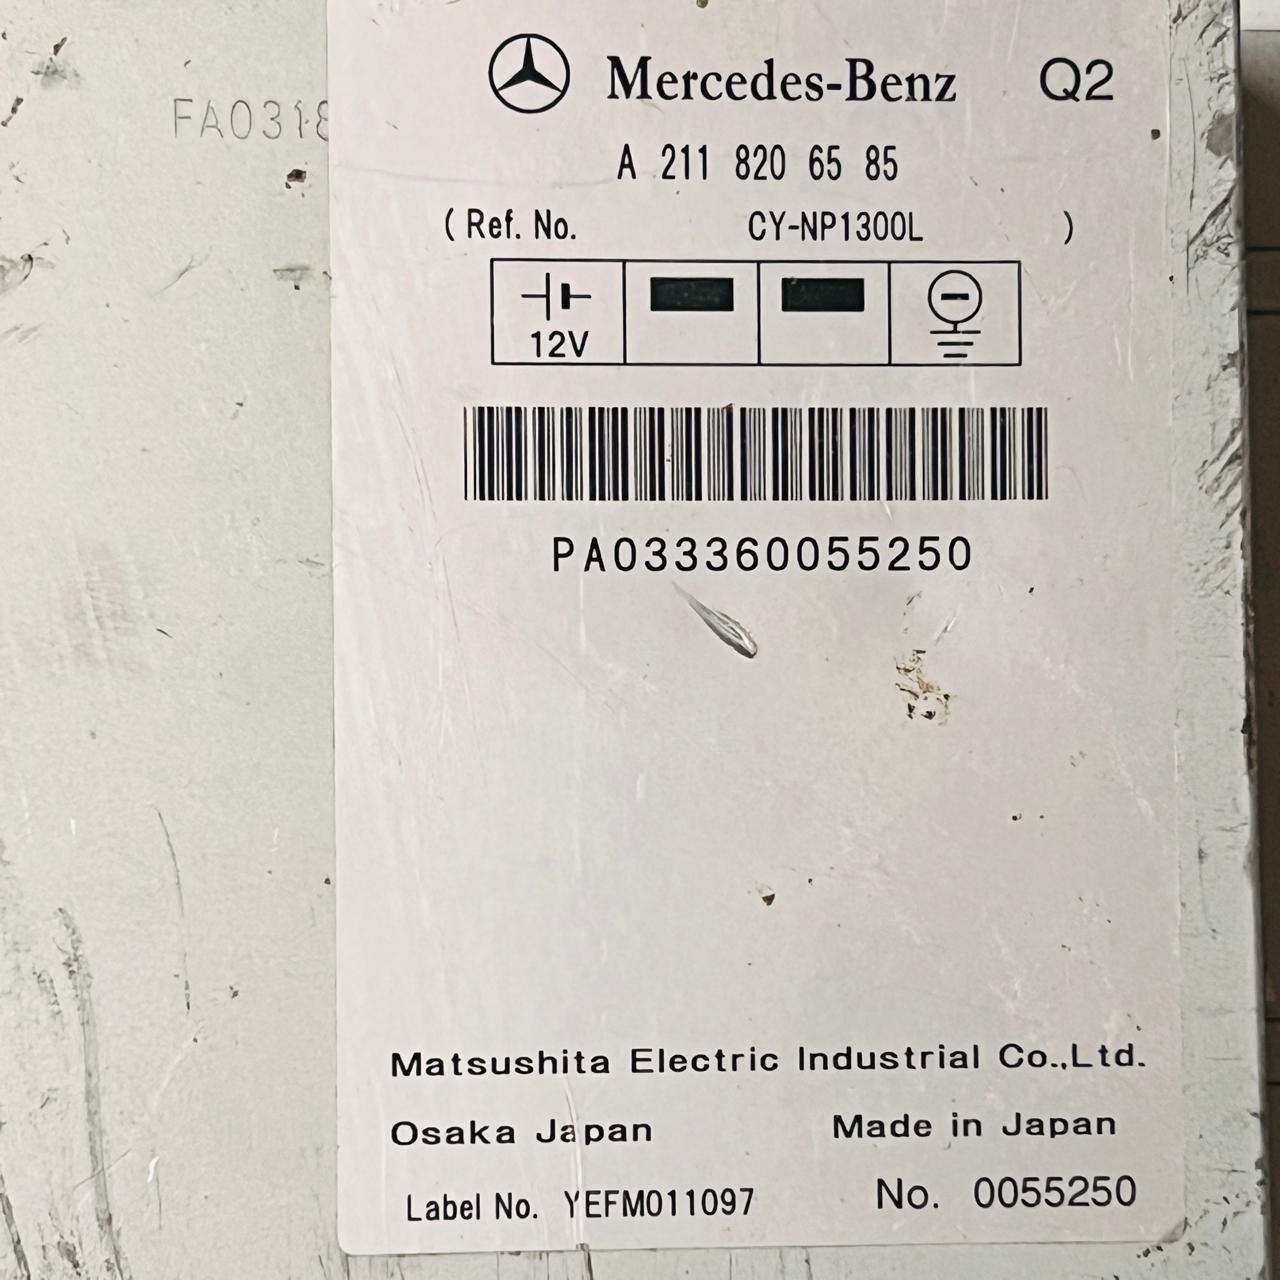 Mercedes-Benz Q2
FA0318
A 211 820 65 85
( Ref. No. CY-NP1300L )
12V
PA033360055250
Matsushita Electric Industrial Co.,Ltd.
Osaka Japan Made in Japan
Label No. YEFM011097 No. 0055250